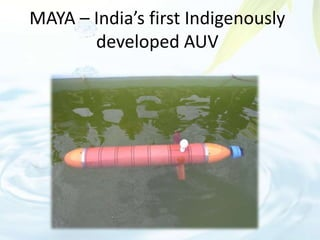 MAYA – India’s first Indigenously
developed AUV